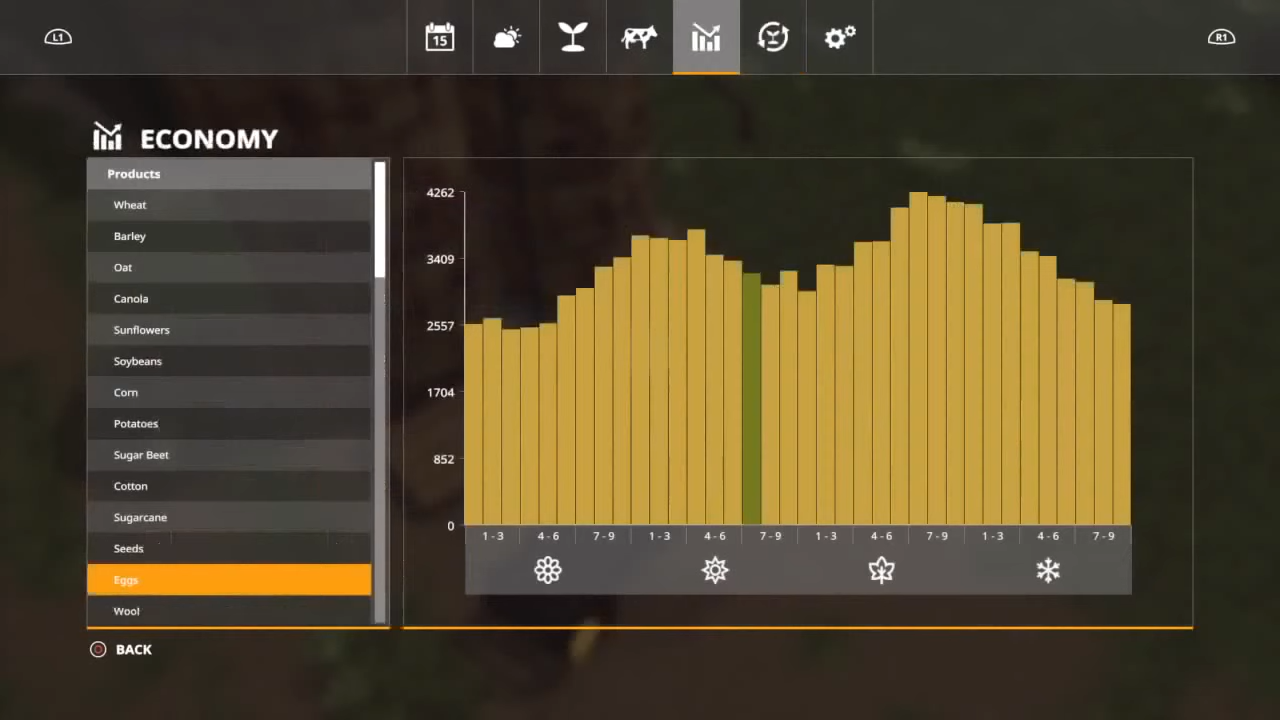 L1
15
R1
ECONOMY
Products
Wheat
Barley
Oat
Canola
Sunflowers
Soybeans
Corn
Potatoes
Sugar Beet
Cotton
Sugarcane
Seeds
Eggs
Wool
4262
3409
2557
1704
852
0
1 - 3 4 - 6 7 - 9 1 - 3 4 - 6 7 - 9 1 - 3 4 - 6 7 - 9 1 - 3 4 - 6 7 - 9
BACK